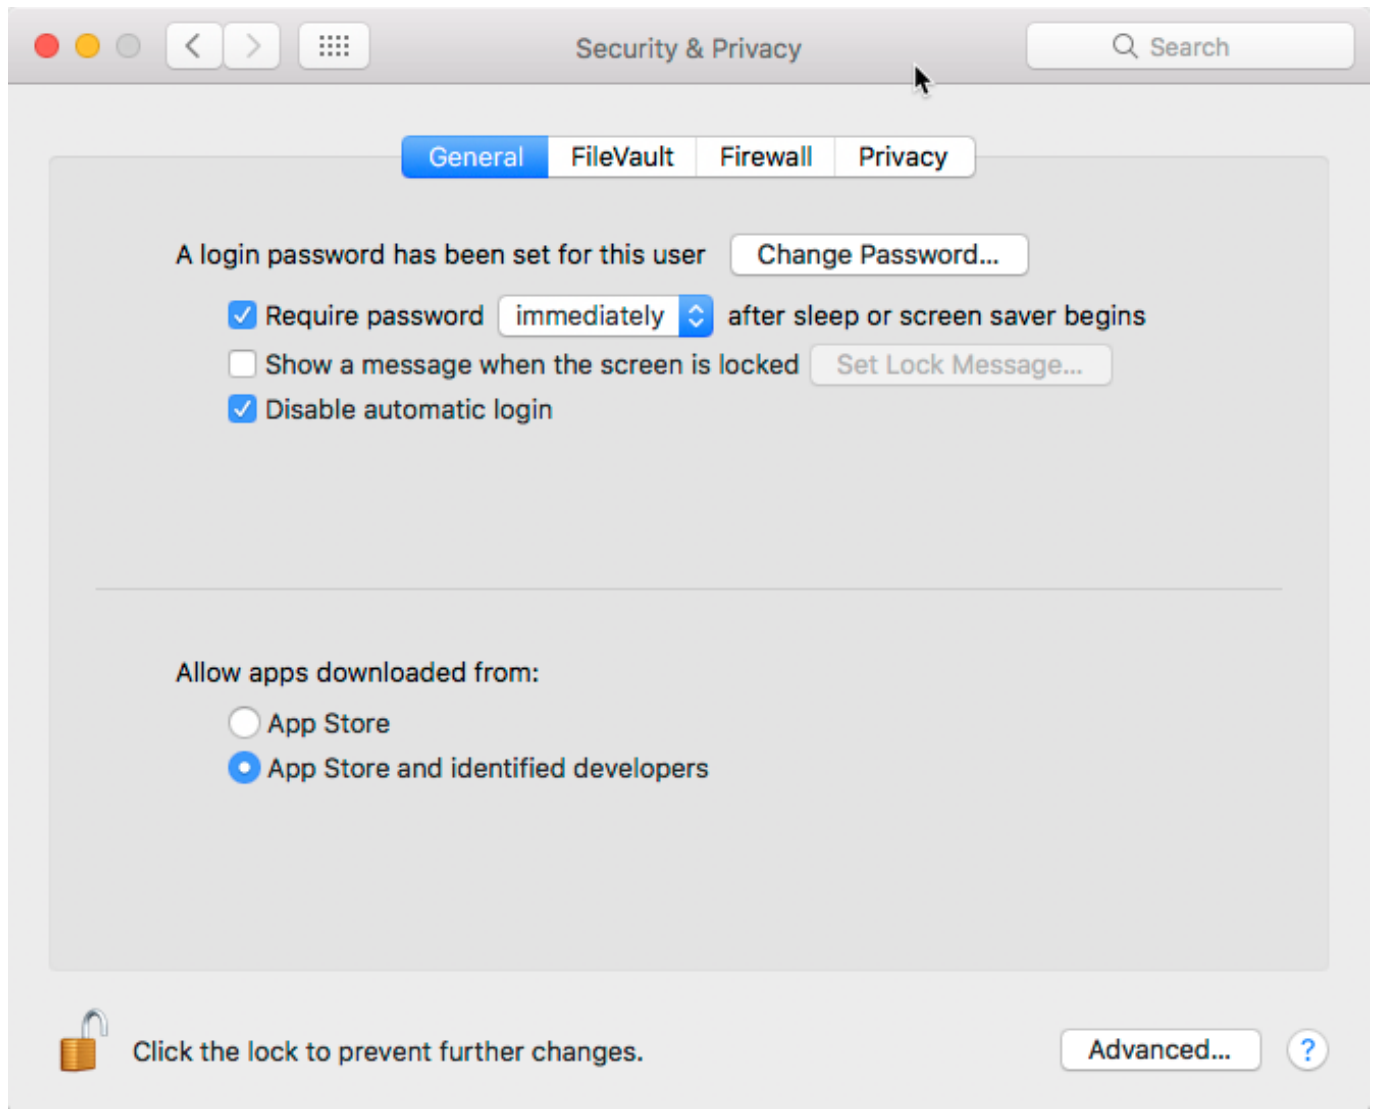 Security & Privacy
Search
General FileVault Firewall Privacy
A login password has been set for this user Change Password...
Require password immediately after sleep or screen saver begins
Show a message when the screen is locked Set Lock Message...
Disable automatic login
Allow apps downloaded from:
App Store
App Store and identified developers
Click the lock to prevent further changes.
Advanced... ?